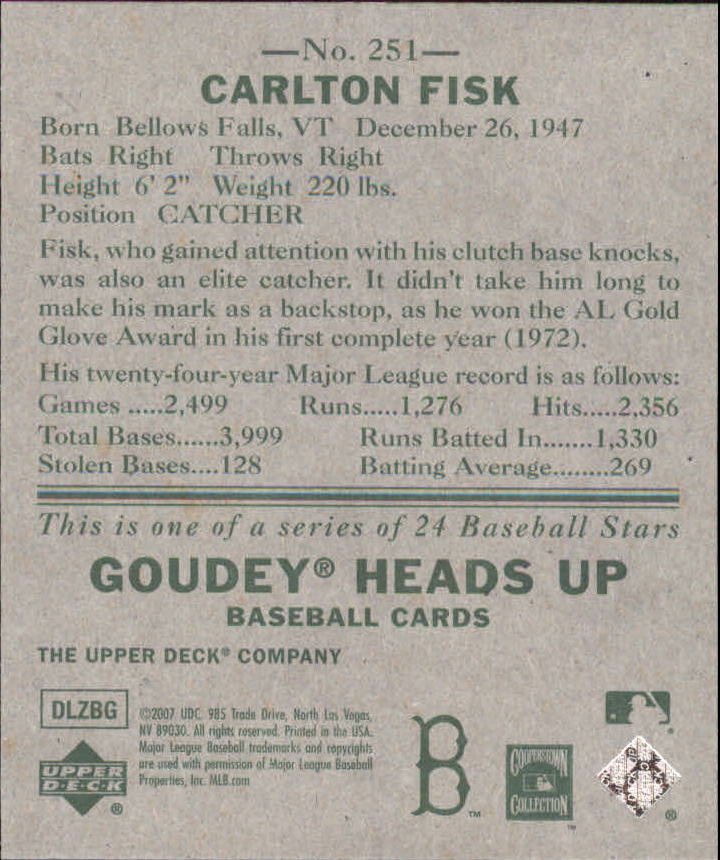 —No. 251—
CARLTON FISK
Born Bellows Falls, VT December 26, 1947
Bats Right Throws Right
Height 6' 2" Weight 220 lbs.
Position CATCHER
Fisk, who gained attention with his clutch base knocks,
was also an elite catcher. It didn't take him long to
make his mark as a backstop, as he won the AL Gold
Glove Award in his first complete year (1972).
His twenty-four-year Major League record is as follows:
Games .....2,499 Runs.....1,276 Hits.....2,356
Total Bases......3,999 Runs Batted In.......1,330
Stolen Bases....128 Batting Average........269
This is one of a series of 24 Baseball Stars
GOUDEY® HEADS UP
BASEBALL CARDS
THE UPPER DECK® COMPANY
DLZBG
©2007 UDC. 985 Trade Drive, North Las Vegas,
NV 89030. All rights reserved. Printed in the USA.
Major League Baseball trademarks and copyrights
are used with permission of Major League Baseball
Properties, Inc. MLB.com
UPPER
D·E·C·K
®
B
™
COOPERSTOWN
COLLECTION
™
®
®